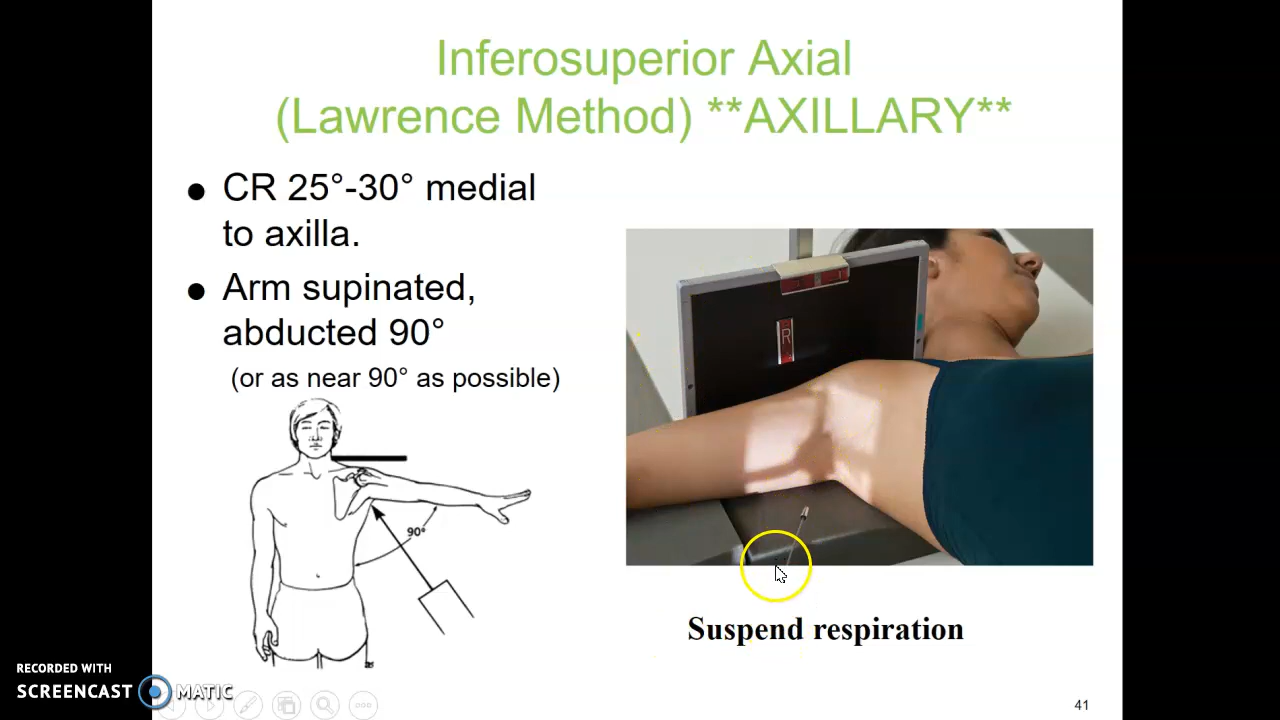 Inferosuperior Axial
(Lawrence Method) **AXILLARY**
● CR 25°-30° medial
to axilla.
● Arm supinated,
abducted 90°
(or as near 90° as possible)
90°
R
Suspend respiration
RECORDED WITH
SCREENCAST MATIC
41